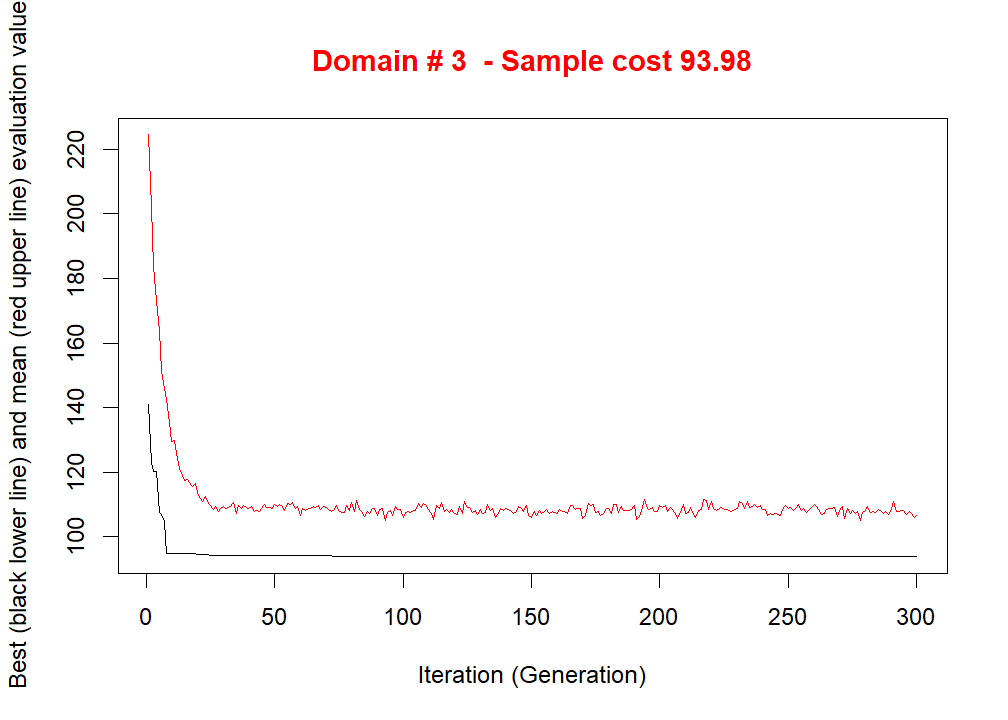 Domain # 3  - Sample cost 93.98
Best (black lower line) and mean (red upper line) evaluation value
220
200
180
160
140
120
100
0 50 100 150 200 250 300
Iteration (Generation)